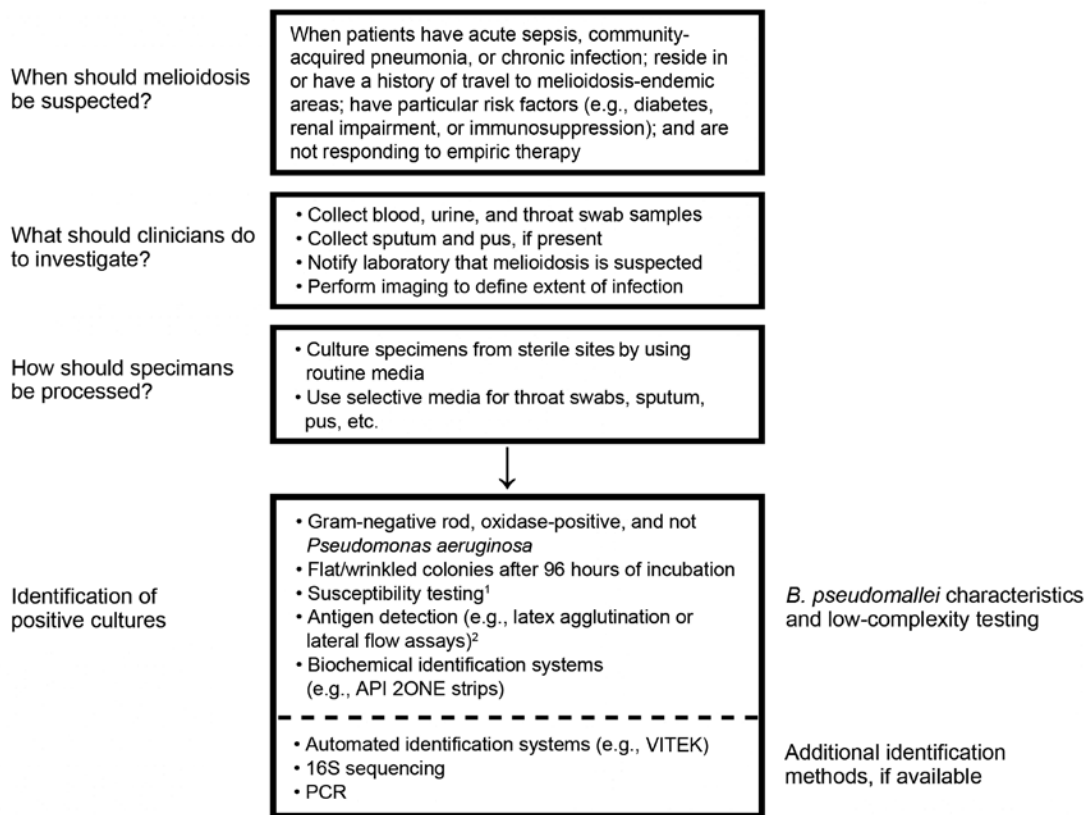 When should melioidosis
be suspected?
When patients have acute sepsis, community-
acquired pneumonia, or chronic infection; reside in
or have a history of travel to melioidosis-endemic
areas; have particular risk factors (e.g., diabetes,
renal impairment, or immunosuppression); and are
not responding to empiric therapy
What should clinicians do
to investigate?
• Collect blood, urine, and throat swab samples
• Collect sputum and pus, if present
• Notify laboratory that melioidosis is suspected
• Perform imaging to define extent of infection
How should specimans
be processed?
• Culture specimens from sterile sites by using
routine media
• Use selective media for throat swabs, sputum,
pus, etc.
Identification of
positive cultures
• Gram-negative rod, oxidase-positive, and not
Pseudomonas aeruginosa
• Flat/wrinkled colonies after 96 hours of incubation
• Susceptibility testing¹
• Antigen detection (e.g., latex agglutination or
lateral flow assays)²
• Biochemical identification systems
(e.g., API 2ONE strips)
B. pseudomallei characteristics
and low-complexity testing
• Automated identification systems (e.g., VITEK)
• 16S sequencing
• PCR
Additional identification
methods, if available